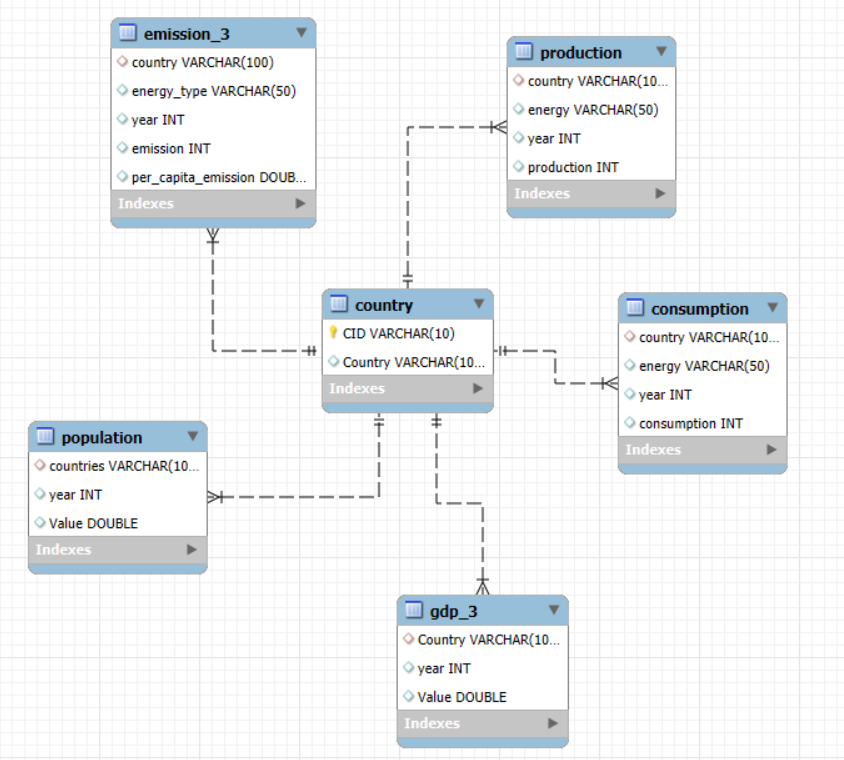 emission_3
country VARCHAR(100)
energy_type VARCHAR(50)
year INT
emission INT
per_capita_emission DOUB...
Indexes
production
country VARCHAR(10...
energy VARCHAR(50)
year INT
production INT
Indexes
country
CID VARCHAR(10)
Country VARCHAR(10...
Indexes
consumption
country VARCHAR(10...
energy VARCHAR(50)
year INT
consumption INT
Indexes
population
countries VARCHAR(10...
year INT
Value DOUBLE
Indexes
gdp_3
Country VARCHAR(10...
year INT
Value DOUBLE
Indexes